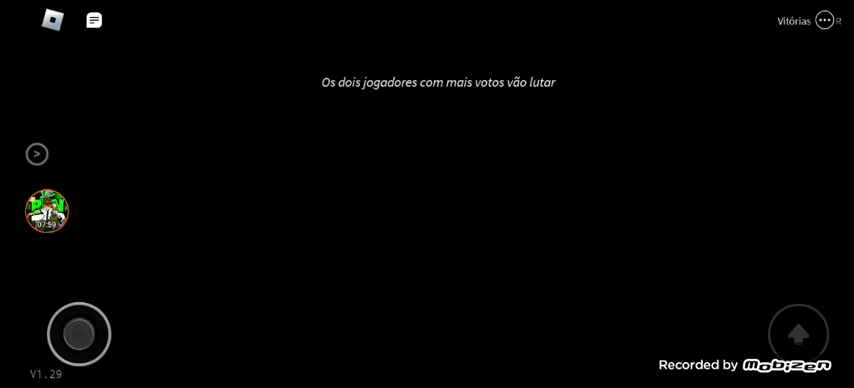 Vitórias R
Os dois jogadores com mais votos vão lutar
>
07:59
V1.29
Recorded by Mobizen